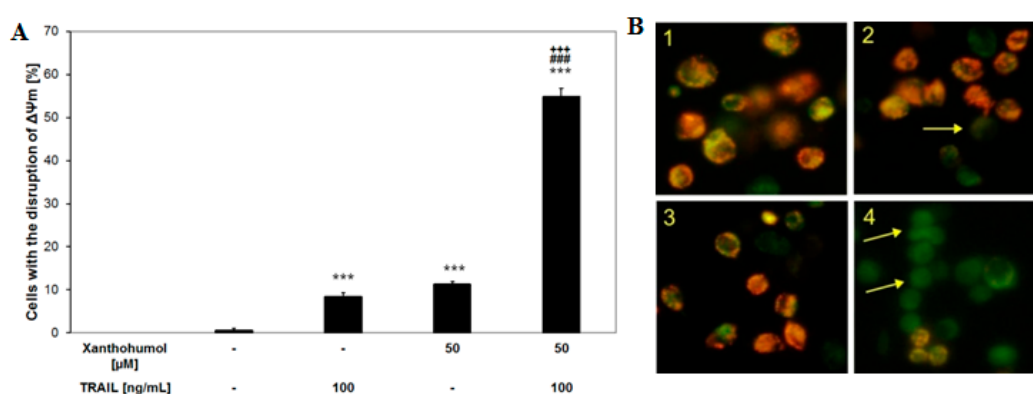 A
B
Cells with the disruption of ΔΨm [%]
70
60
50
40
30
20
10
0
***
***
+++
###
***
Xanthohumol - - 50 50
[µM]
TRAIL [ng/mL] - 100 - 100
1
2
3
4